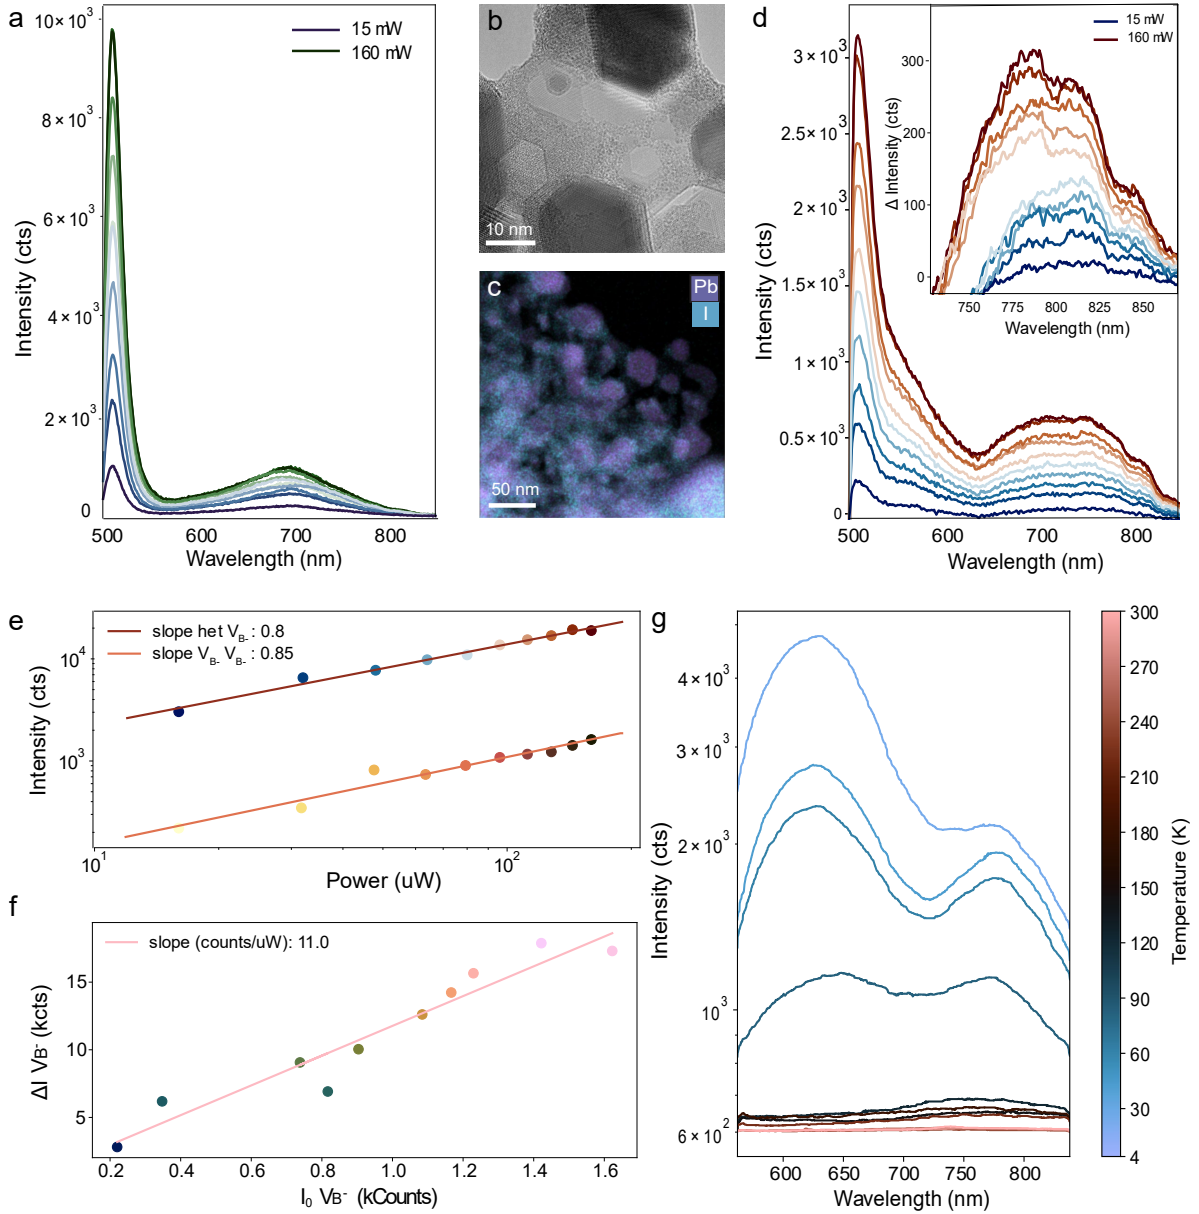 a
10 × 10³
8 × 10³
6 × 10³
4 × 10³
2 × 10³
0
Intensity (cts)
15 mW
160 mW
500
600
700
800
Wavelength (nm)
b
10 nm
c
Pb
I
50 nm
d
3 × 10³
2.5 × 10³
2 × 10³
1.5 × 10³
1 × 10³
0.5 × 10³
0
Intensity (cts)
15 mW
160 mW
300
200
100
0
Δ Intensity (cts)
750
775
800
825
850
Wavelength (nm)
500
600
700
800
Wavelength (nm)
e
slope het V_B- : 0.8
slope V_B- V_B- : 0.85
10⁴
10³
Intensity (cts)
10¹
10²
Power (uW)
f
slope (counts/uW): 11.0
15
10
5
ΔI V_B⁻ (kcts)
0.2
0.4
0.6
0.8
1.0
1.2
1.4
1.6
I₀ V_B⁻ (kCounts)
g
4 × 10³
3 × 10³
2 × 10³
10³
6 × 10²
Intensity (cts)
600
650
700
750
800
Wavelength (nm)
300
270
240
210
180
150
120
90
60
30
4
Temperature (K)